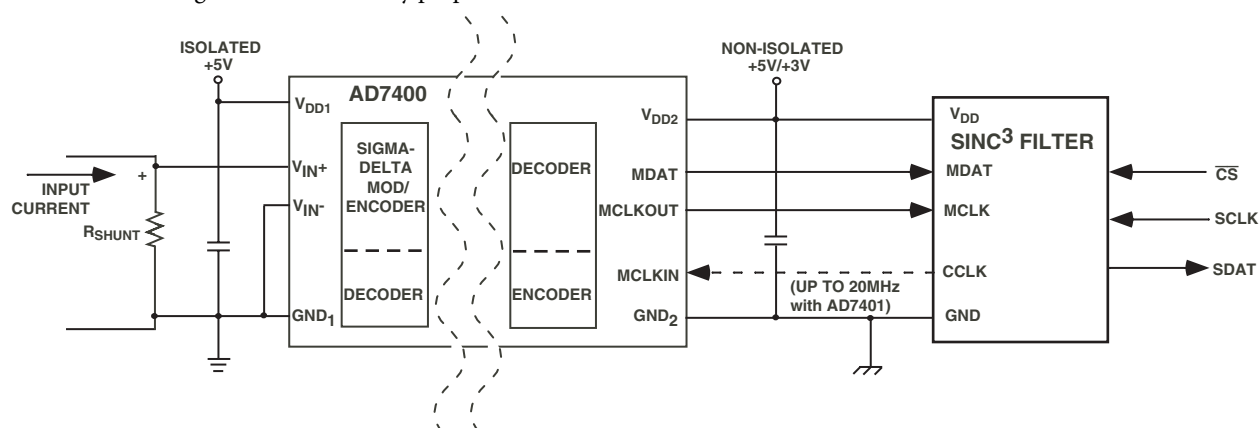 ISOLATED
+5V
NON-ISOLATED
+5V/+3V
AD7400
VDD1
VIN+
VIN-
GND1
INPUT
CURRENT
+
RSHUNT
SIGMA-
DELTA
MOD/
ENCODER
DECODER
DECODER
ENCODER
VDD2
MDAT
MCLKOUT
MCLKIN
GND2
(UP TO 20MHz
with AD7401)
VDD
SINC3 FILTER
MDAT
MCLK
CCLK
GND
CS
SCLK
SDAT